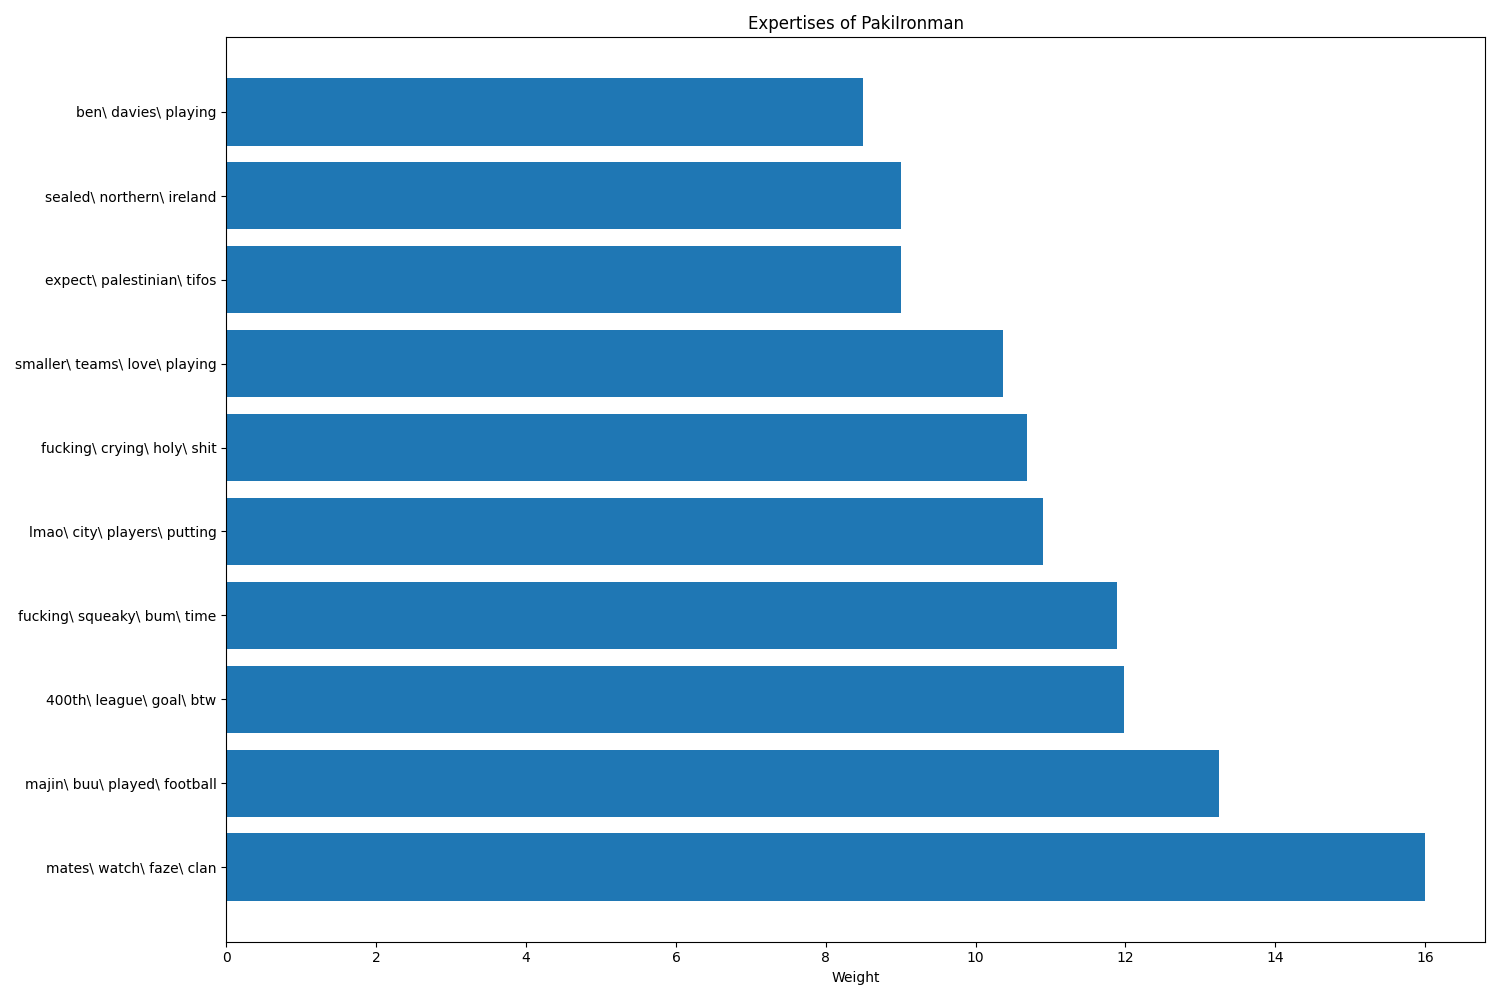 Expertises of PakiIronman
ben\ davies\ playing
sealed\ northern\ ireland
expect\ palestinian\ tifos
smaller\ teams\ love\ playing
fucking\ crying\ holy\ shit
lmao\ city\ players\ putting
fucking\ squeaky\ bum\ time
400th\ league\ goal\ btw
majin\ buu\ played\ football
mates\ watch\ faze\ clan
0 2 4 6 8 10 12 14 16
Weight